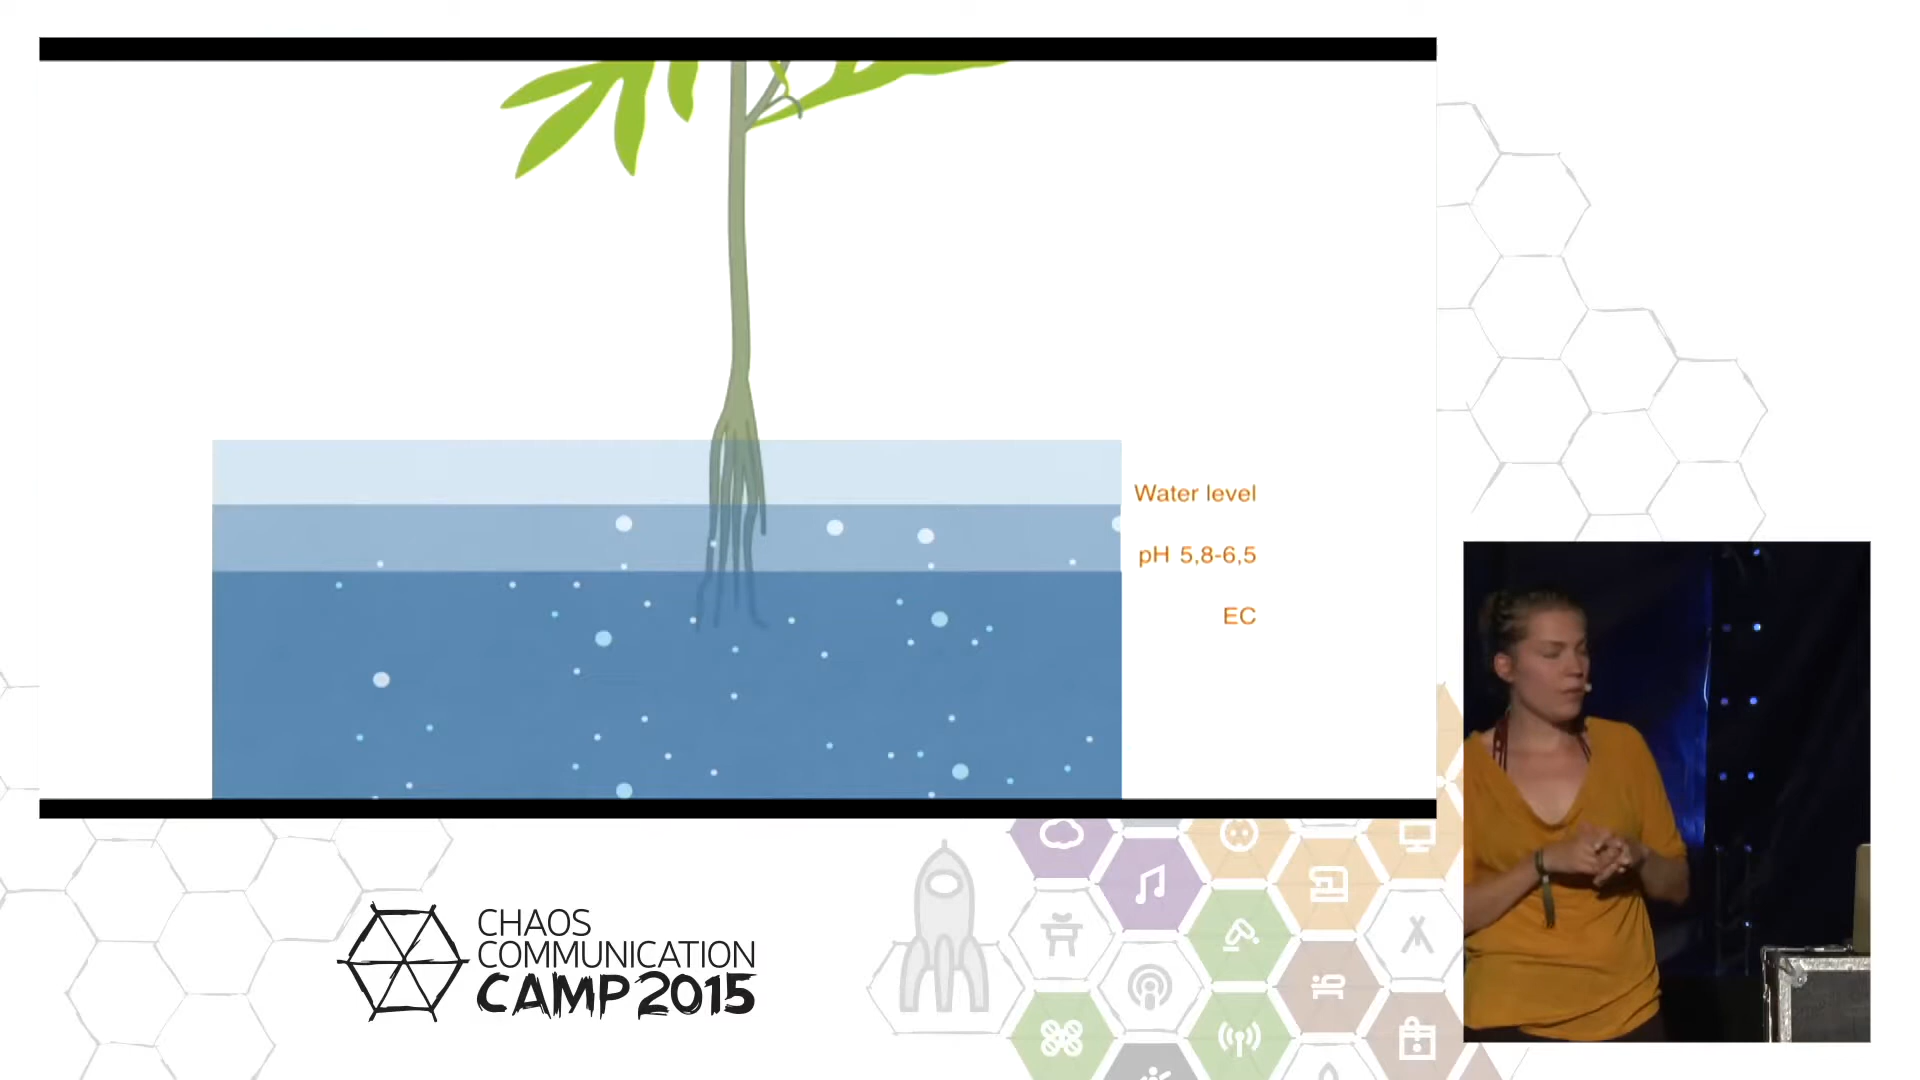 Water level
pH 5,8-6,5
EC
CHAOS
COMMUNICATION
CAMP 2015